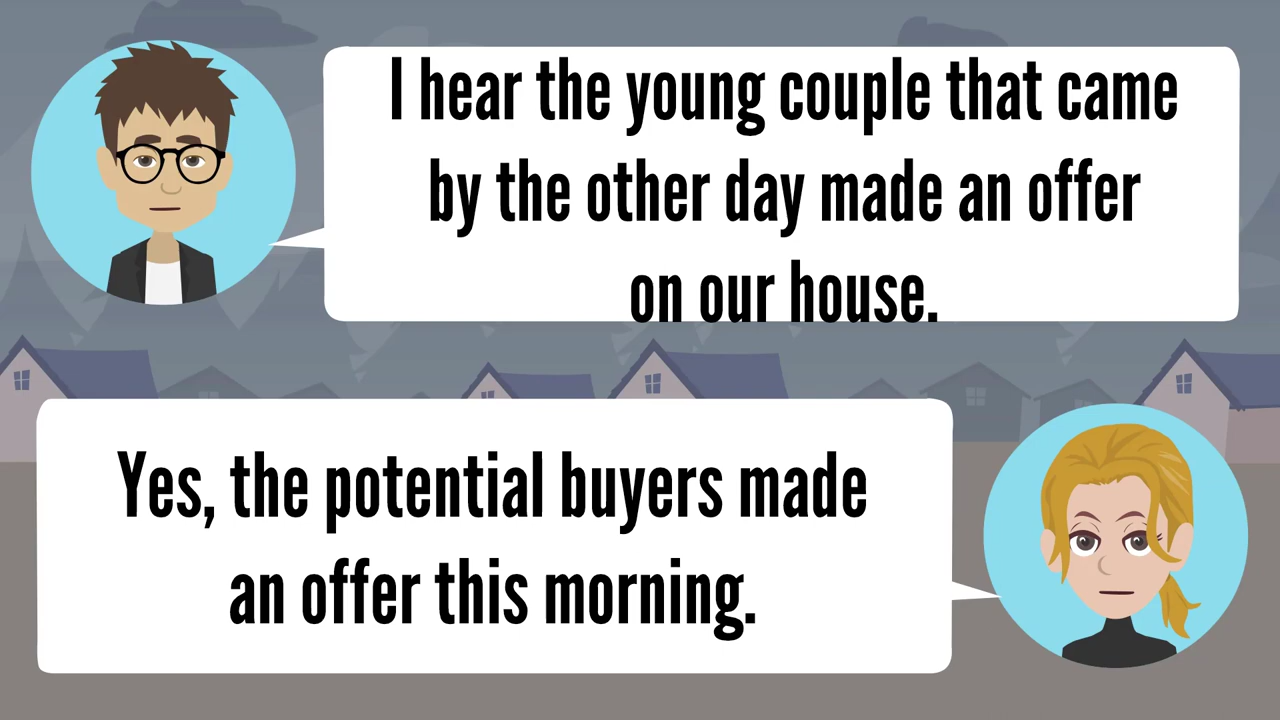 I hear the young couple that came
by the other day made an offer
on our house.
Yes, the potential buyers made
an offer this morning.